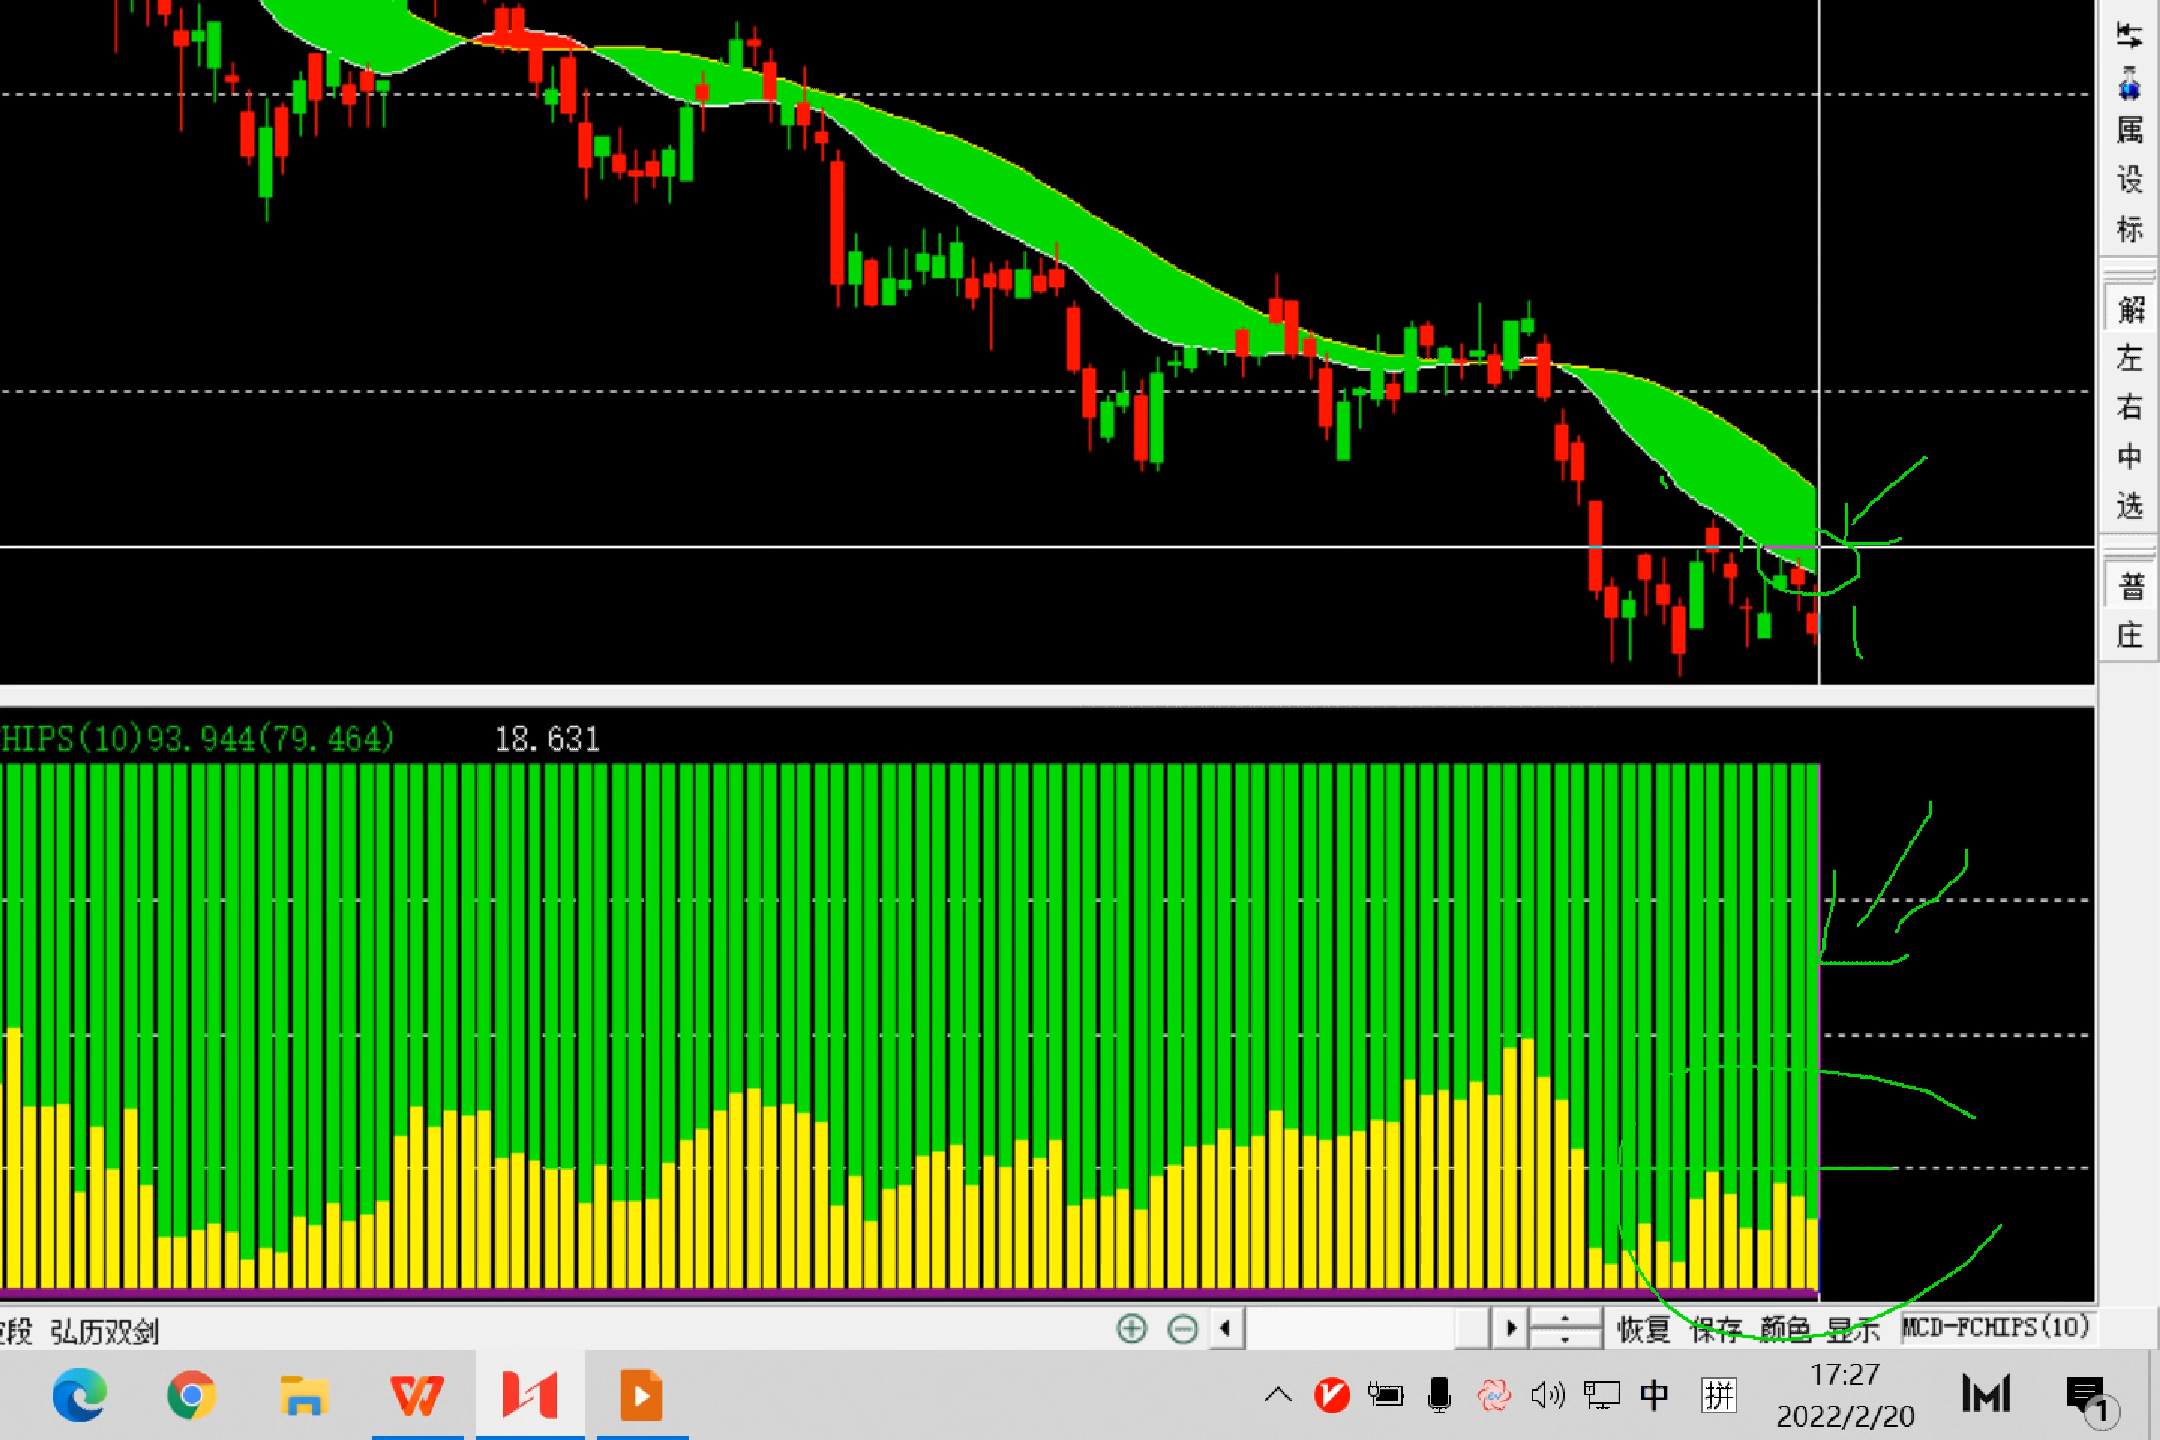 属
设
标
解
左
右
中
选
普
庄
HIPS(10)93.944(79.464) 18.631
段 弘历双剑
恢复 保存 颜色 显示 MCD-FCHIPS(10)
中 拼 17:27
2022/2/20
1